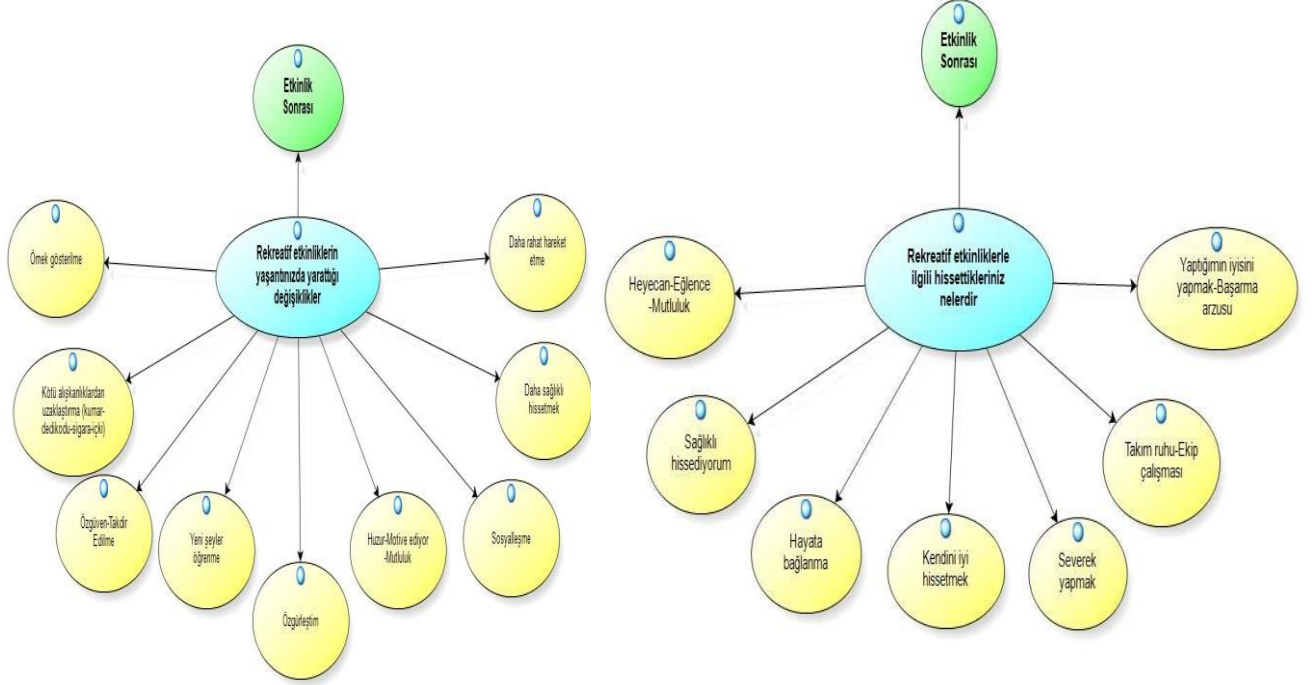 Etkinlik
Sonrası
Rekreatif etkinliklerin
yaşantınızda yarattığı
değişiklikler
Örnek gösterilme
Daha rahat hareket
etme
Kötü alışkanlıklardan
uzaklaştırma (kumar-
dedikodu-sigara-içki)
Daha sağlıklı
hissetmek
Özgüven-Takdir
Edilme
Yeni şeyler
öğrenme
Özgürleştim
Huzur-Motive ediyor
-Mutluluk
Sosyalleşme
Etkinlik
Sonrası
Rekreatif etkinliklerle
ilgili hissettikleriniz
nelerdir
Heyecan-Eğlence
-Mutluluk
Yaptığımın iyisini
yapmak-Başarma
arzusu
Sağlıklı
hissediyorum
Takım ruhu-Ekip
çalışması
Hayata
bağlanma
Kendini iyi
hissetmek
Severek
yapmak